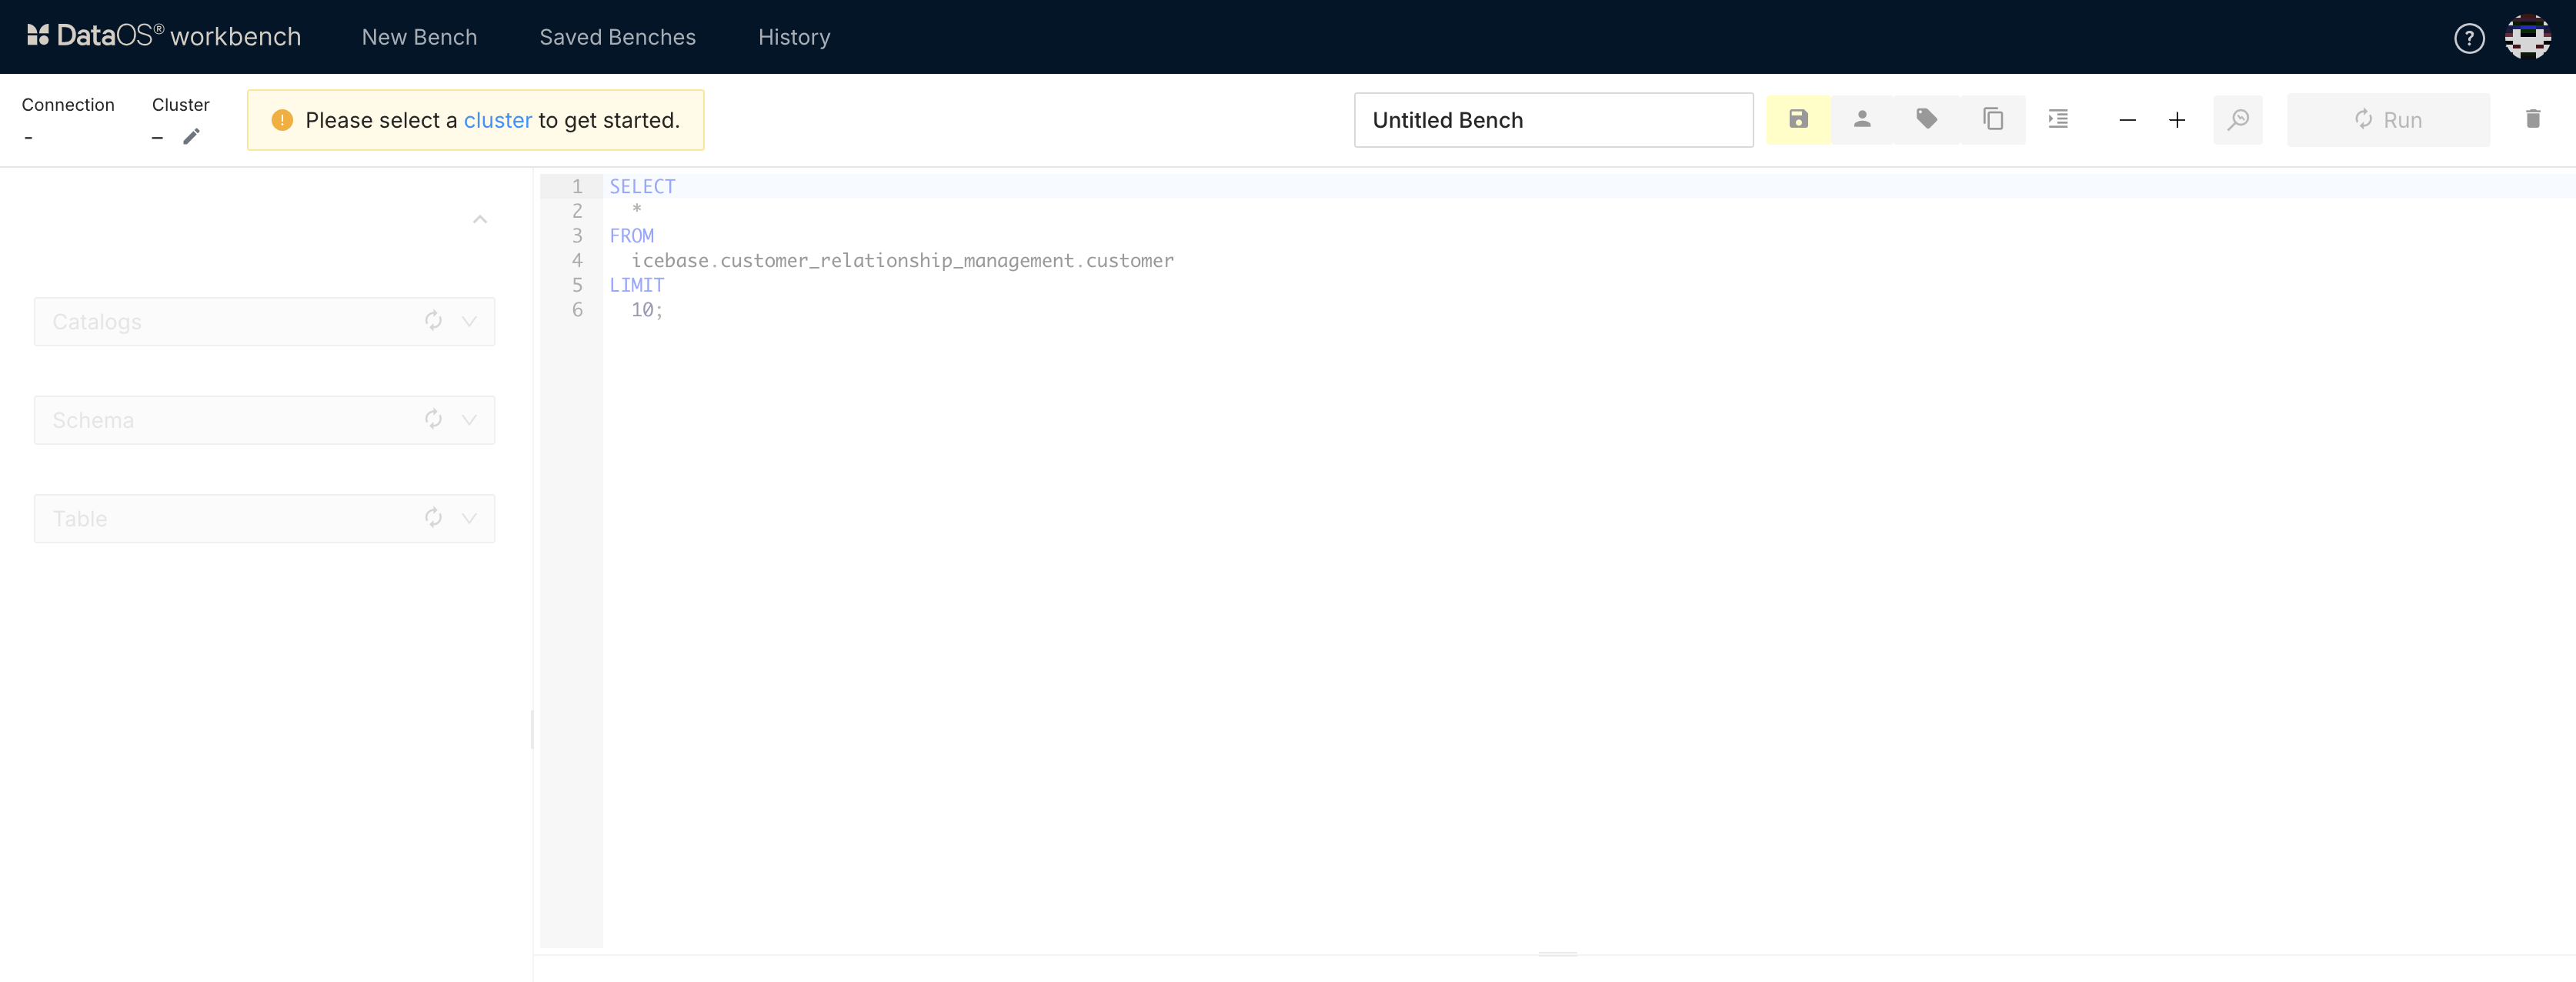 DataOS® workbench New Bench Saved Benches History ?
Connection Cluster
- – Please select a cluster to get started. Untitled Bench Run
1 SELECT
2 *
3 FROM
4 icebase.customer_relationship_management.customer
5 LIMIT
6 10;
Catalogs
Schema
Table